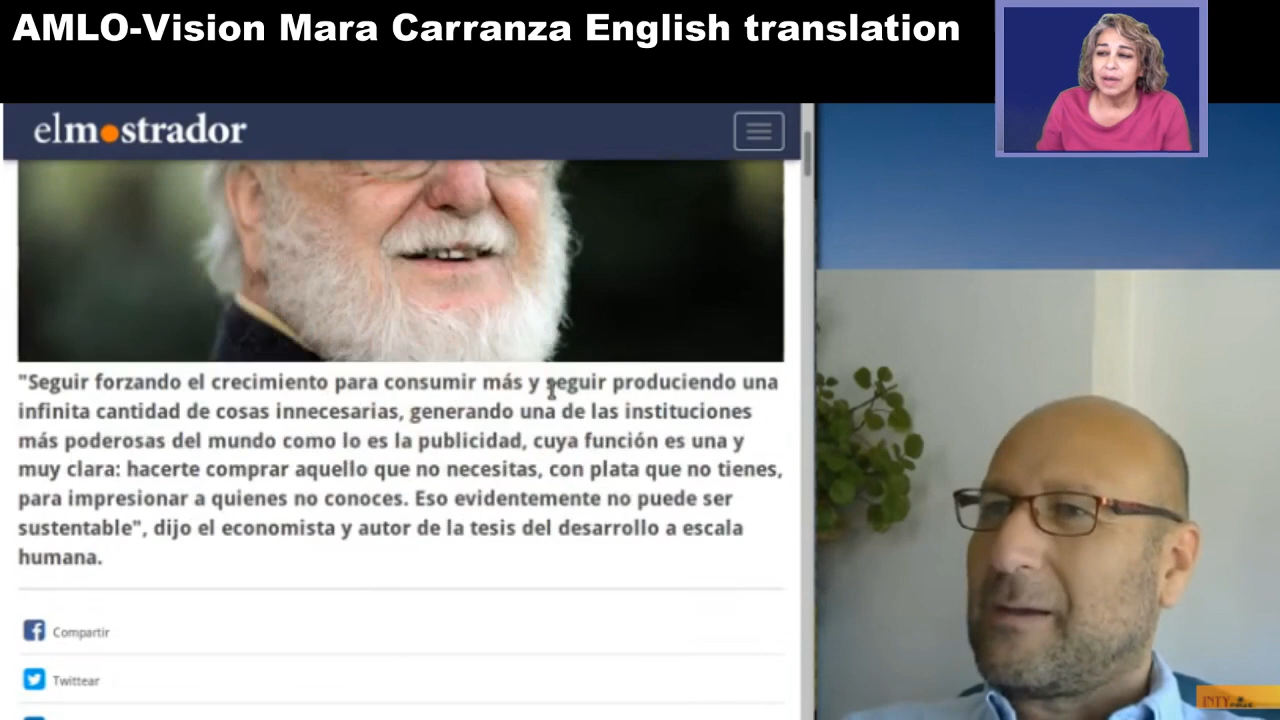 AMLO-Vision Mara Carranza English translation
elmostrador
"Seguir forzando el crecimiento para consumir más y seguir produciendo una
infinita cantidad de cosas innecesarias, generando una de las instituciones
más poderosas del mundo como lo es la publicidad, cuya función es una y
muy clara: hacerte comprar aquello que no necesitas, con plata que no tienes,
para impresionar a quienes no conoces. Eso evidentemente no puede ser
sustentable", dijo el economista y autor de la tesis del desarrollo a escala
humana.
Compartir
Twittear
INTY